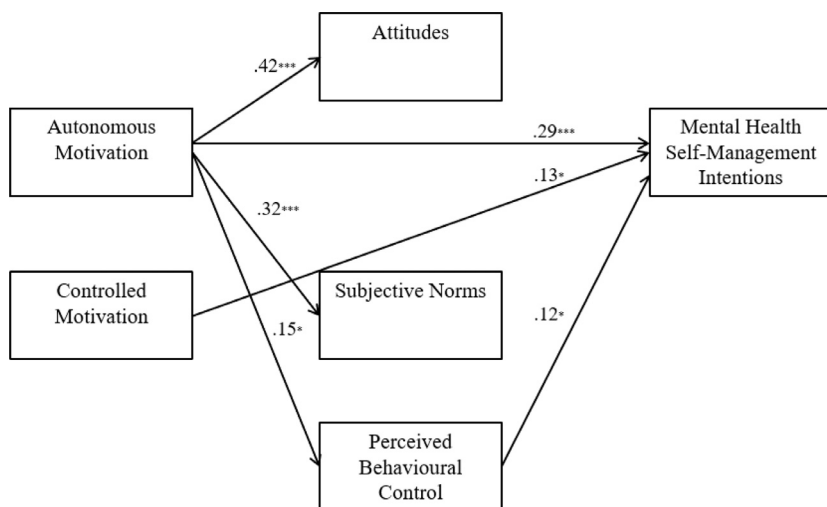 Attitudes
.42***
Autonomous
Motivation
.29***
Mental Health
Self-Management
Intentions
.13*
.32***
Controlled
Motivation
Subjective Norms
.15*
.12*
Perceived
Behavioural
Control